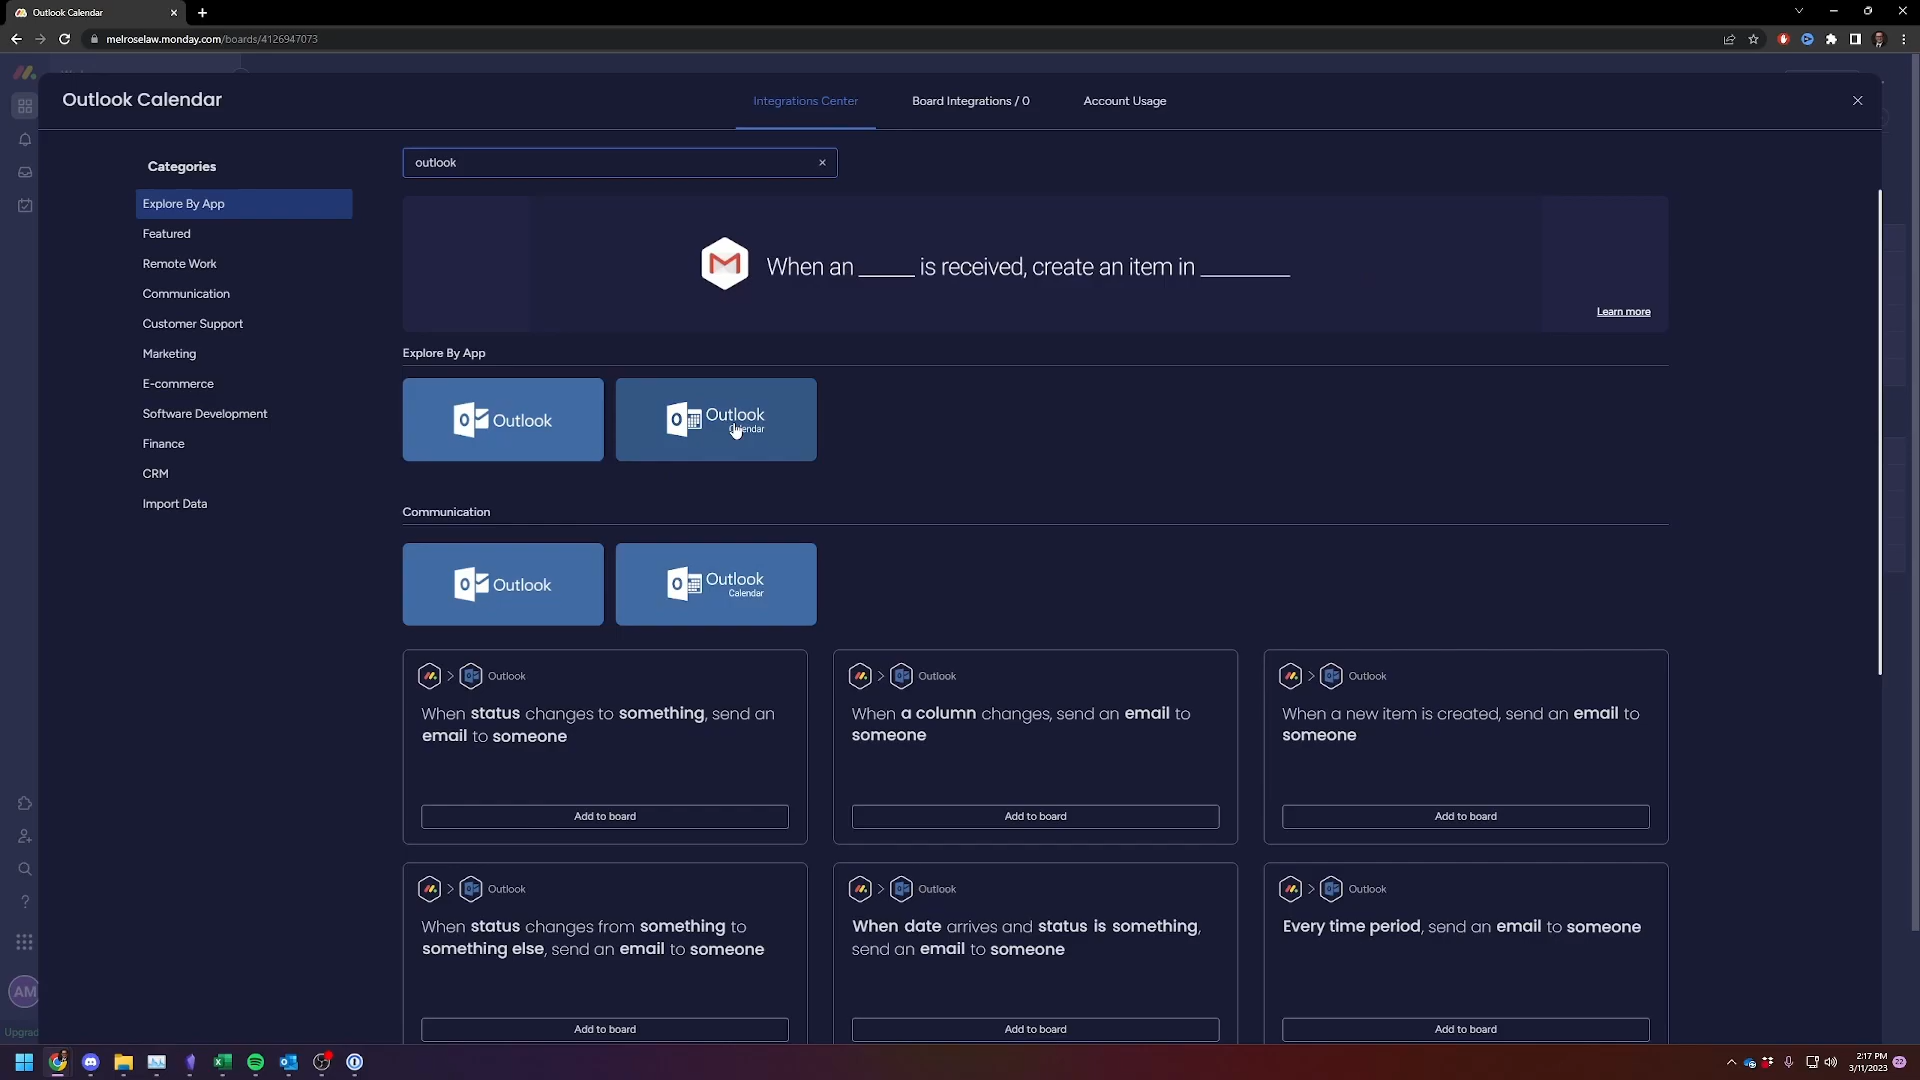 Outlook Calendar
melroselaw.monday.com/boards/4126947073
Outlook Calendar
Integrations Center
Board Integrations / 0
Account Usage
Categories
Explore By App
Featured
Remote Work
Communication
Customer Support
Marketing
E-commerce
Software Development
Finance
CRM
Import Data
outlook
When an _____ is received, create an item in ________
Learn more
Explore By App
Outlook
Outlook
Calendar
Communication
Outlook
Outlook
Calendar
Outlook
When status changes to something, send an
email to someone
Add to board
Outlook
When a column changes, send an email to
someone
Add to board
Outlook
When a new item is created, send an email to
someone
Add to board
Outlook
When status changes from something to
something else, send an email to someone
Add to board
Outlook
When date arrives and status is something,
send an email to someone
Add to board
Outlook
Every time period, send an email to someone
Add to board
AM
Upgrad
2:17 PM
3/11/2023
22